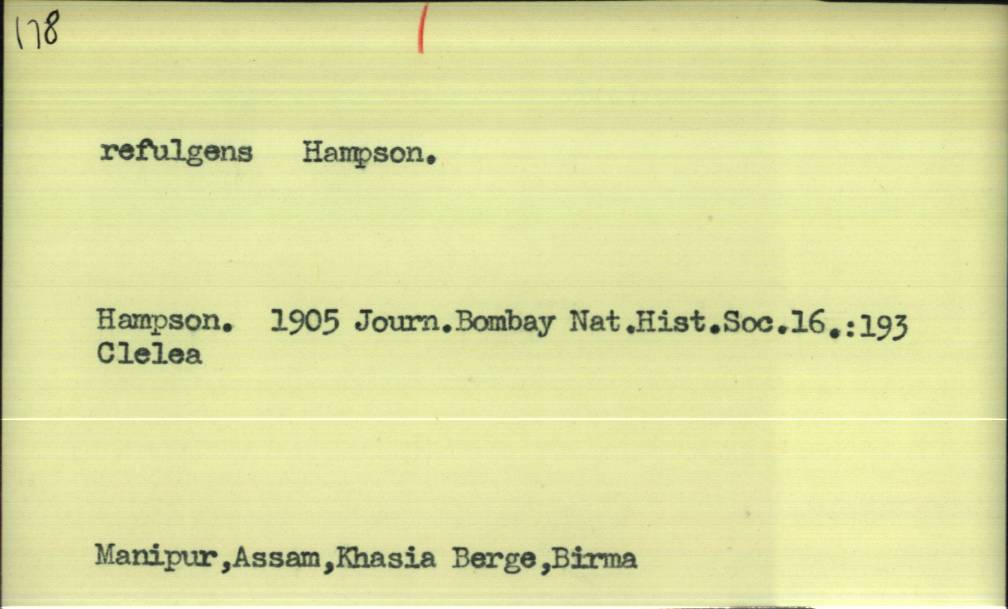 178
refulgens Hampson.
Hampson. 1905 Journ.Bombay Nat.Hist.Soc.16.:193
Clelea
Manipur,Assam,Khasia Berge,Birma